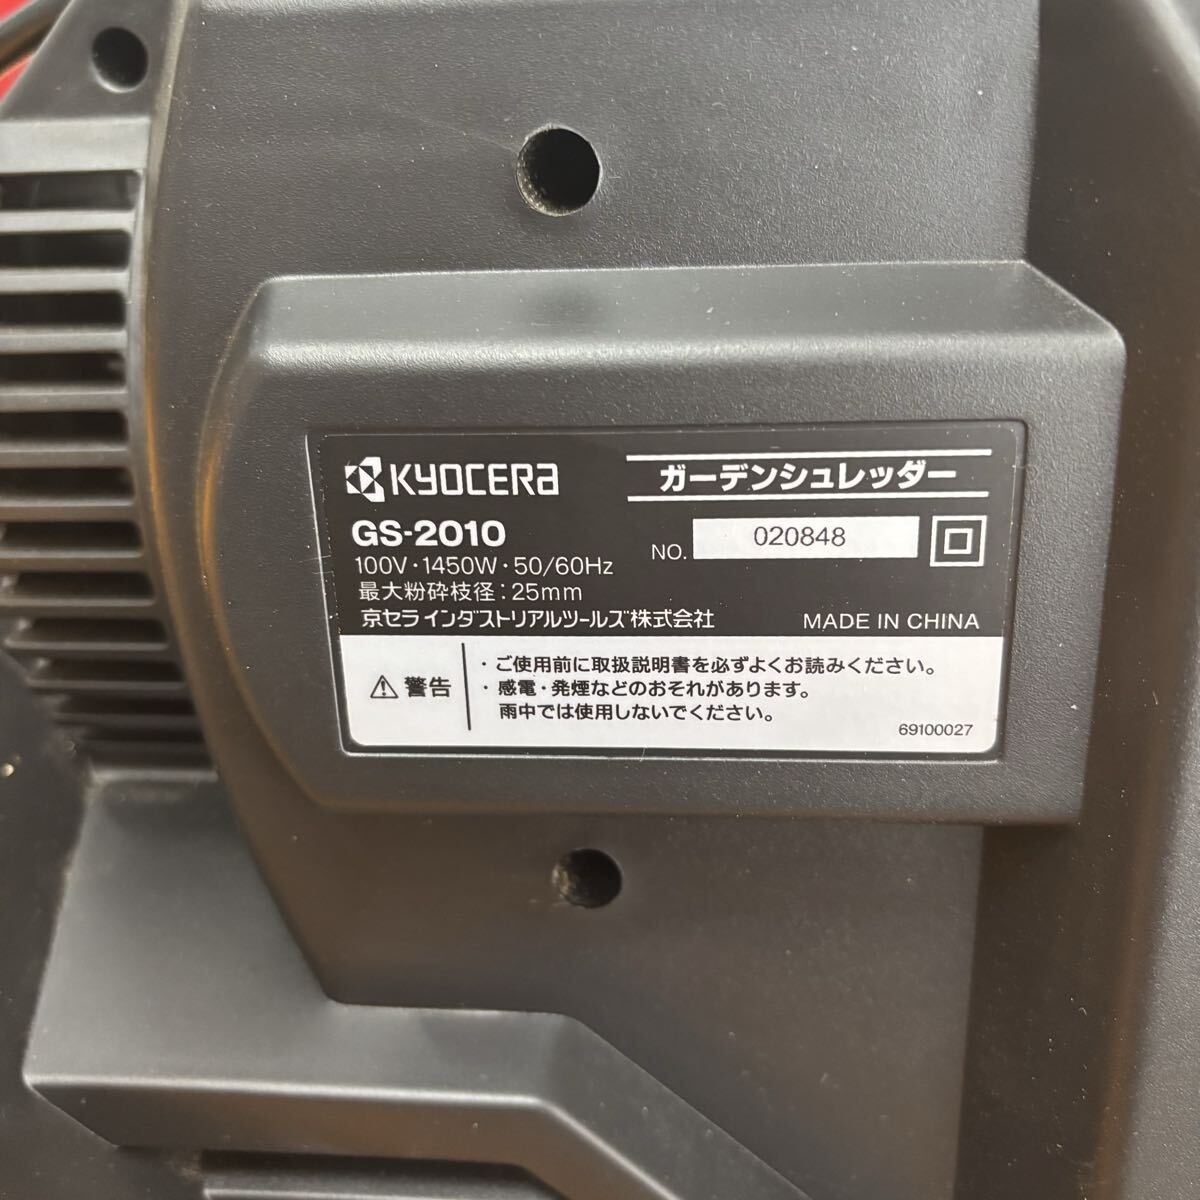 KYOCERA
ガーデンシュレッダー
GS-2010
NO. 020848
100V・1450W・50/60Hz
最大粉砕枝径：25mm
京セラインダストリアルツールズ株式会社
MADE IN CHINA
警告
・ご使用前に取扱説明書を必ずよくお読みください。
・感電・発煙などのおそれがあります。
雨中では使用しないでください。
69100027